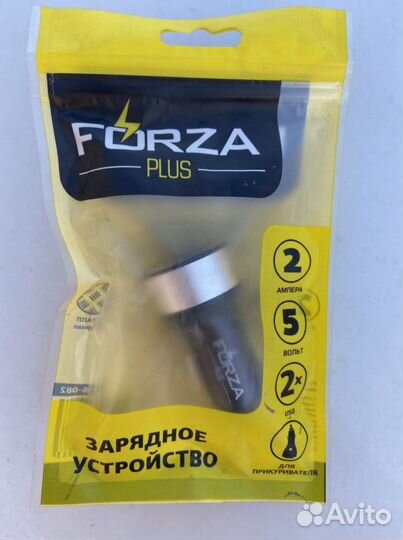 FORZA
PLUS
2
АМПЕРА
5
ВОЛЬТ
2x
USB
FORZA
ДЛЯ
ПРИКУРИВАТЕЛЯ
ЗАРЯДНОЕ
УСТРОЙСТВО
Avito